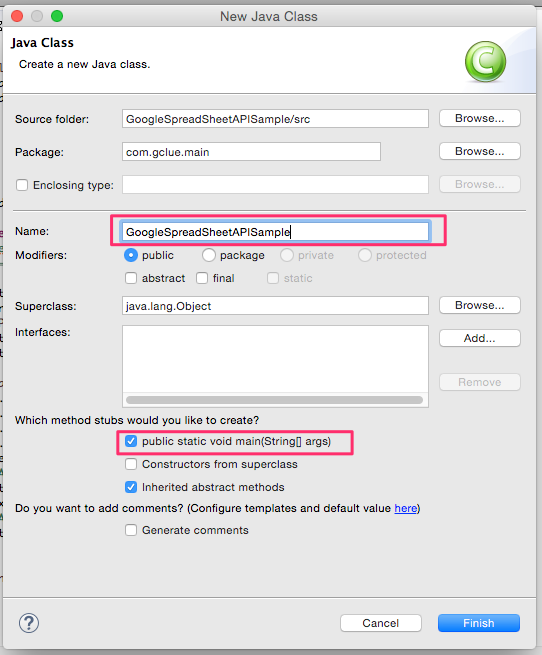 New Java Class
Java Class
Create a new Java class.
Source folder: GoogleSpreadSheetAPISample/src Browse...
Package: com.gclue.main Browse...
Enclosing type: Browse...
Name: GoogleSpreadSheetAPISample
Modifiers: public package private protected
abstract final static
Superclass: java.lang.Object Browse...
Interfaces: Add...
Remove
Which method stubs would you like to create?
public static void main(String[] args)
Constructors from superclass
Inherited abstract methods
Do you want to add comments? (Configure templates and default value here)
Generate comments
? Cancel Finish